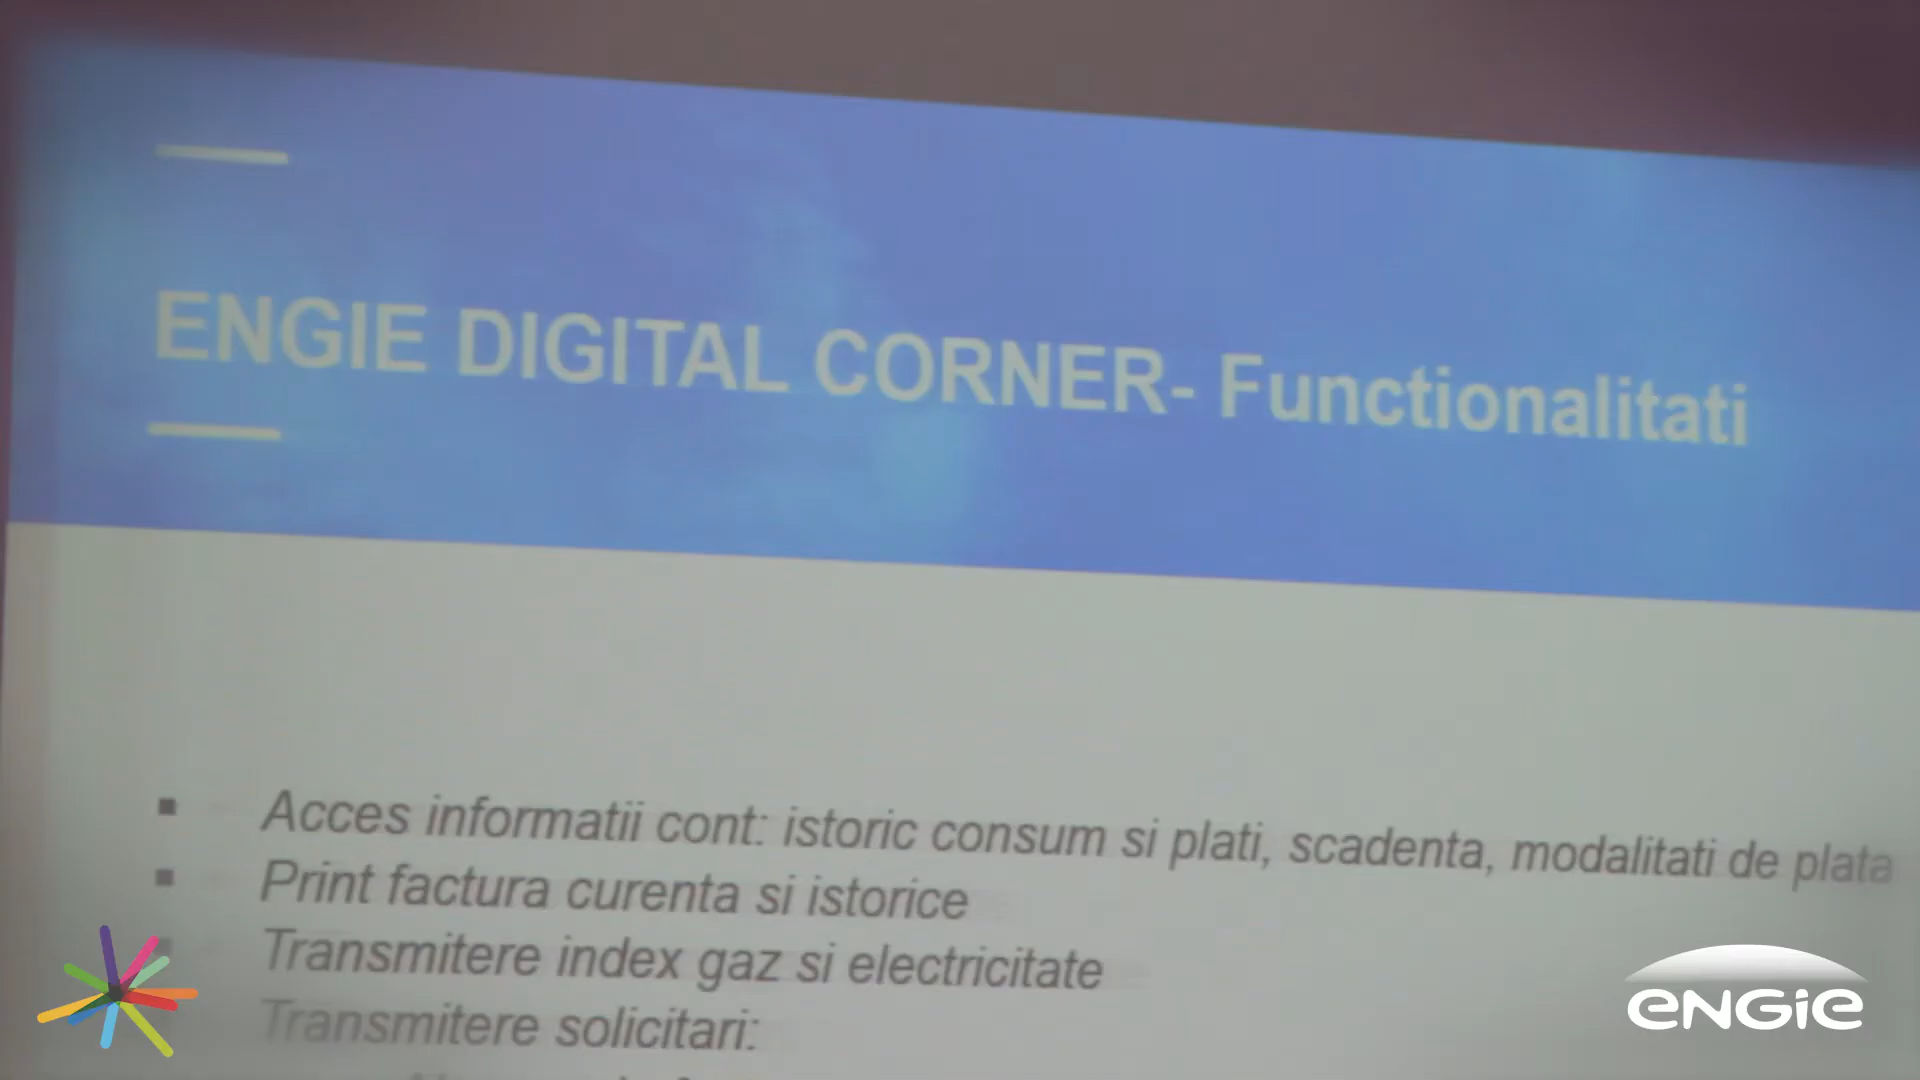 ENGIE DIGITAL CORNER- Functionalitati
Acces informatii cont: istoric consum si plati, scadenta, modalitati de plata
Print factura curenta si istorice
Transmitere index gaz si electricitate
Transmitere solicitari:
ENGIE